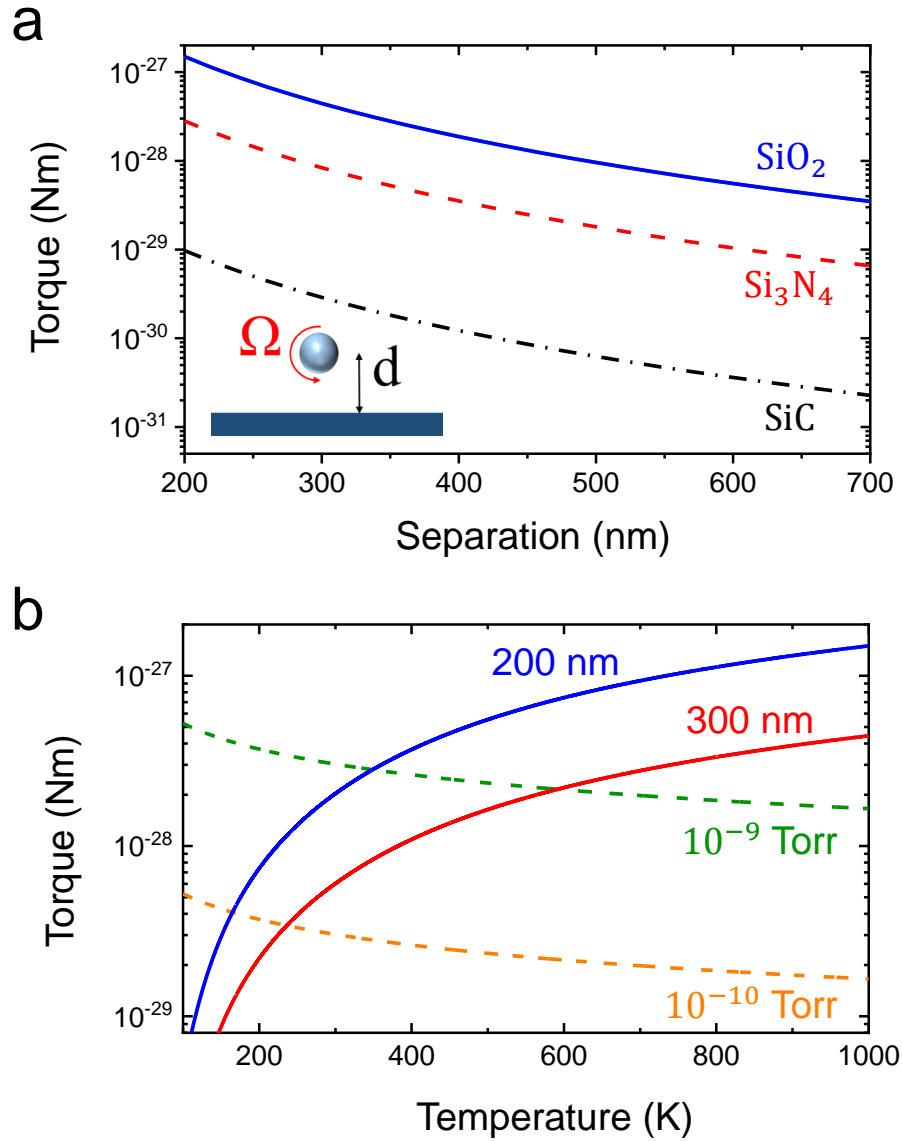 a
10⁻²⁷
10⁻²⁸
10⁻²⁹
10⁻³⁰
10⁻³¹
Torque (Nm)
SiO₂
Si₃N₄
SiC
Ω
d
200 300 400 500 600 700
Separation (nm)
b
10⁻²⁷
10⁻²⁸
10⁻²⁹
Torque (Nm)
200 nm
300 nm
10⁻⁹ Torr
10⁻¹⁰ Torr
200 400 600 800 1000
Temperature (K)